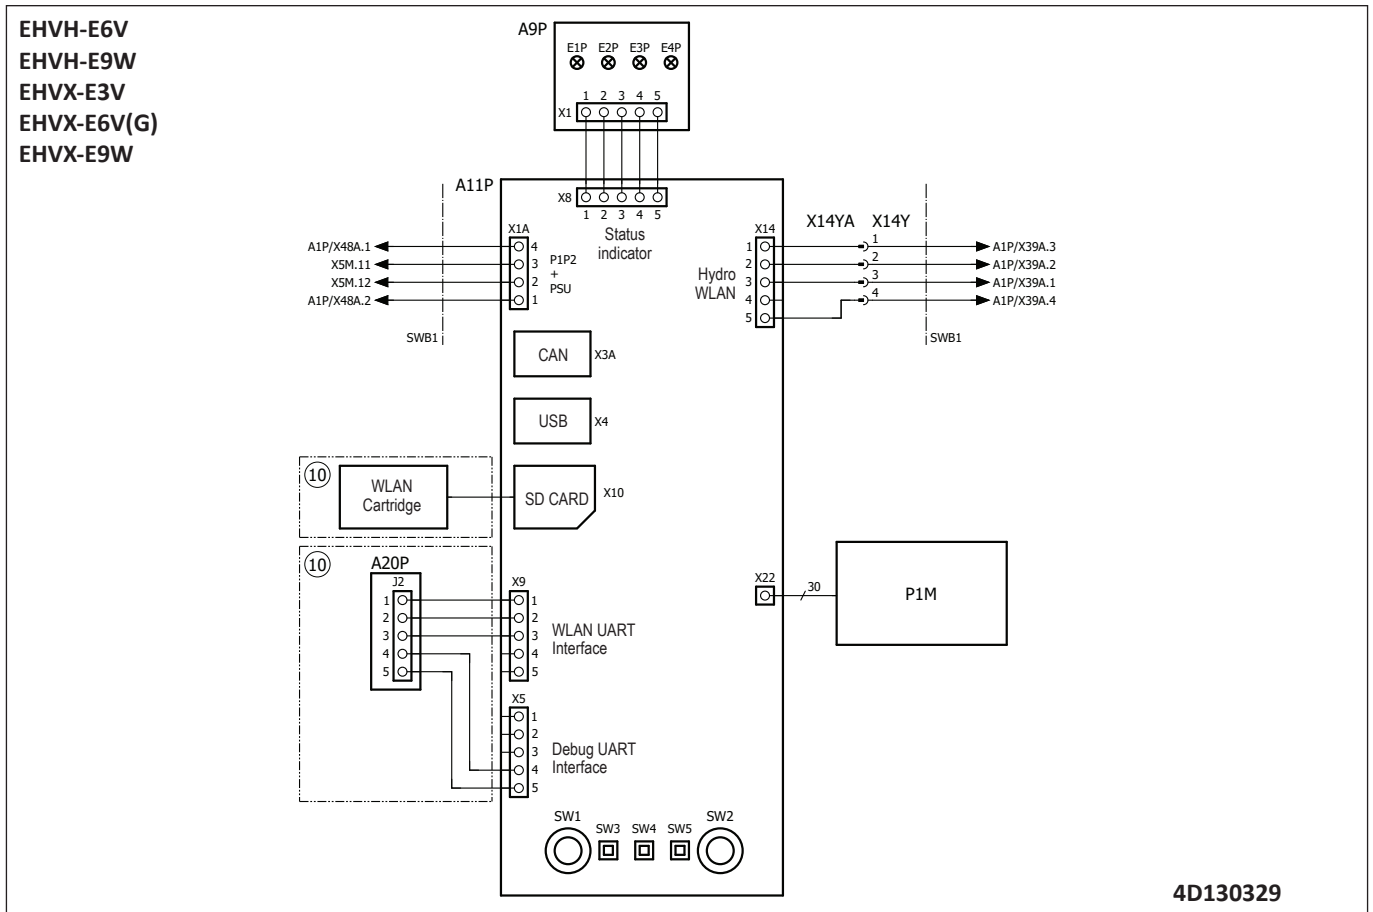 EHVH-E6V
EHVH-E9W
EHVX-E3V
EHVX-E6V(G)
EHVX-E9W
A9P
E1P E2P E3P E4P
1 2 3 4 5
X1
A11P
X8
1 2 3 4 5
Status
indicator
X1A
A1P/X48A.1 4
X5M.11 3
X5M.12 2
A1P/X48A.2 1
P1P2
+
PSU
SWB1
X14 X14YA X14Y
1 1 A1P/X39A.3
2 2 A1P/X39A.2
3 3 A1P/X39A.1
4 4 A1P/X39A.4
5
Hydro
WLAN
SWB1
CAN X3A
USB X4
10 WLAN
Cartridge
SD CARD X10
10 A20P
J2
1
2
3
4
5
X9
1
2
3
4
5
WLAN UART
Interface
X22
30
P1M
X5
1
2
3
4
5
Debug UART
Interface
SW1 SW3 SW4 SW5 SW2
4D130329